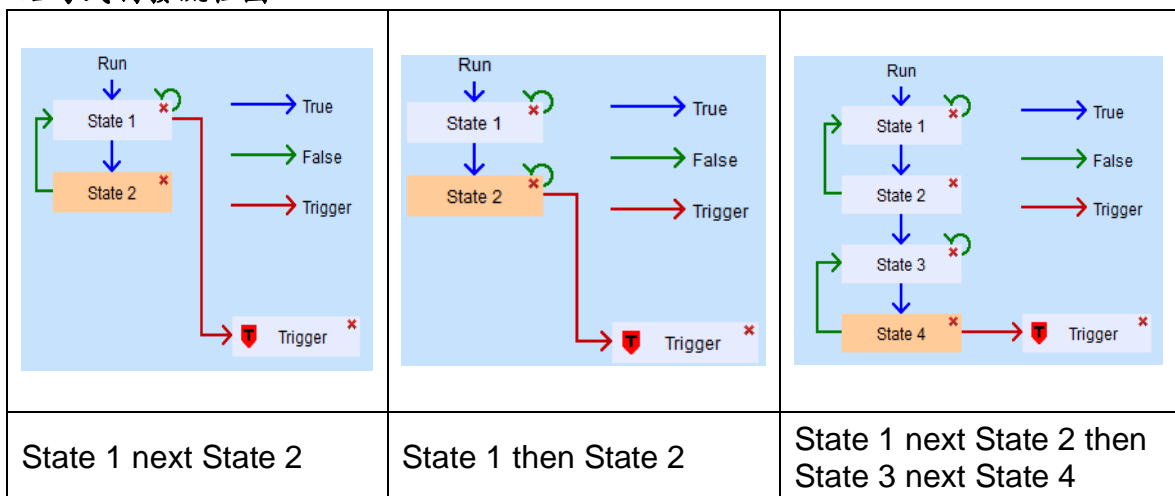 Run
State 1
State 2
True
False
Trigger
T
Trigger
Run
State 1
State 2
True
False
Trigger
T
Trigger
Run
State 1
State 2
State 3
State 4
True
False
Trigger
T
Trigger
State 1 next State 2
State 1 then State 2
State 1 next State 2 then
State 3 next State 4